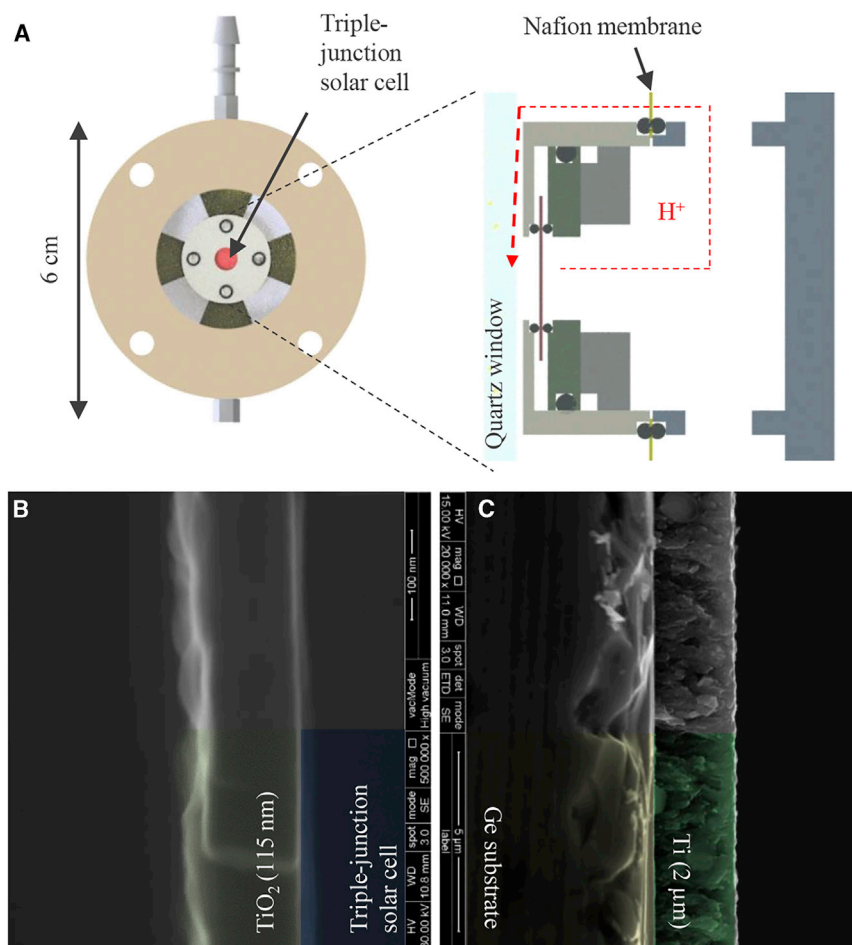 A
Triple-
junction
solar cell
Nafion membrane
6 cm
H⁺
Quartz window
B
TiO₂ (115 nm)
Triple-junction
solar cell
100 nm
vacMode
High vacuum
mag □
500 000 x
mode
SE
spot
3.0
WD
10.8 mm
HV
C
HV
15.00 kV
mag □
20 000 x
WD
11.0 mm
spot
3.0
det
ETD
mode
SE
5 µm
label
Ge substrate
Ti (2 µm)